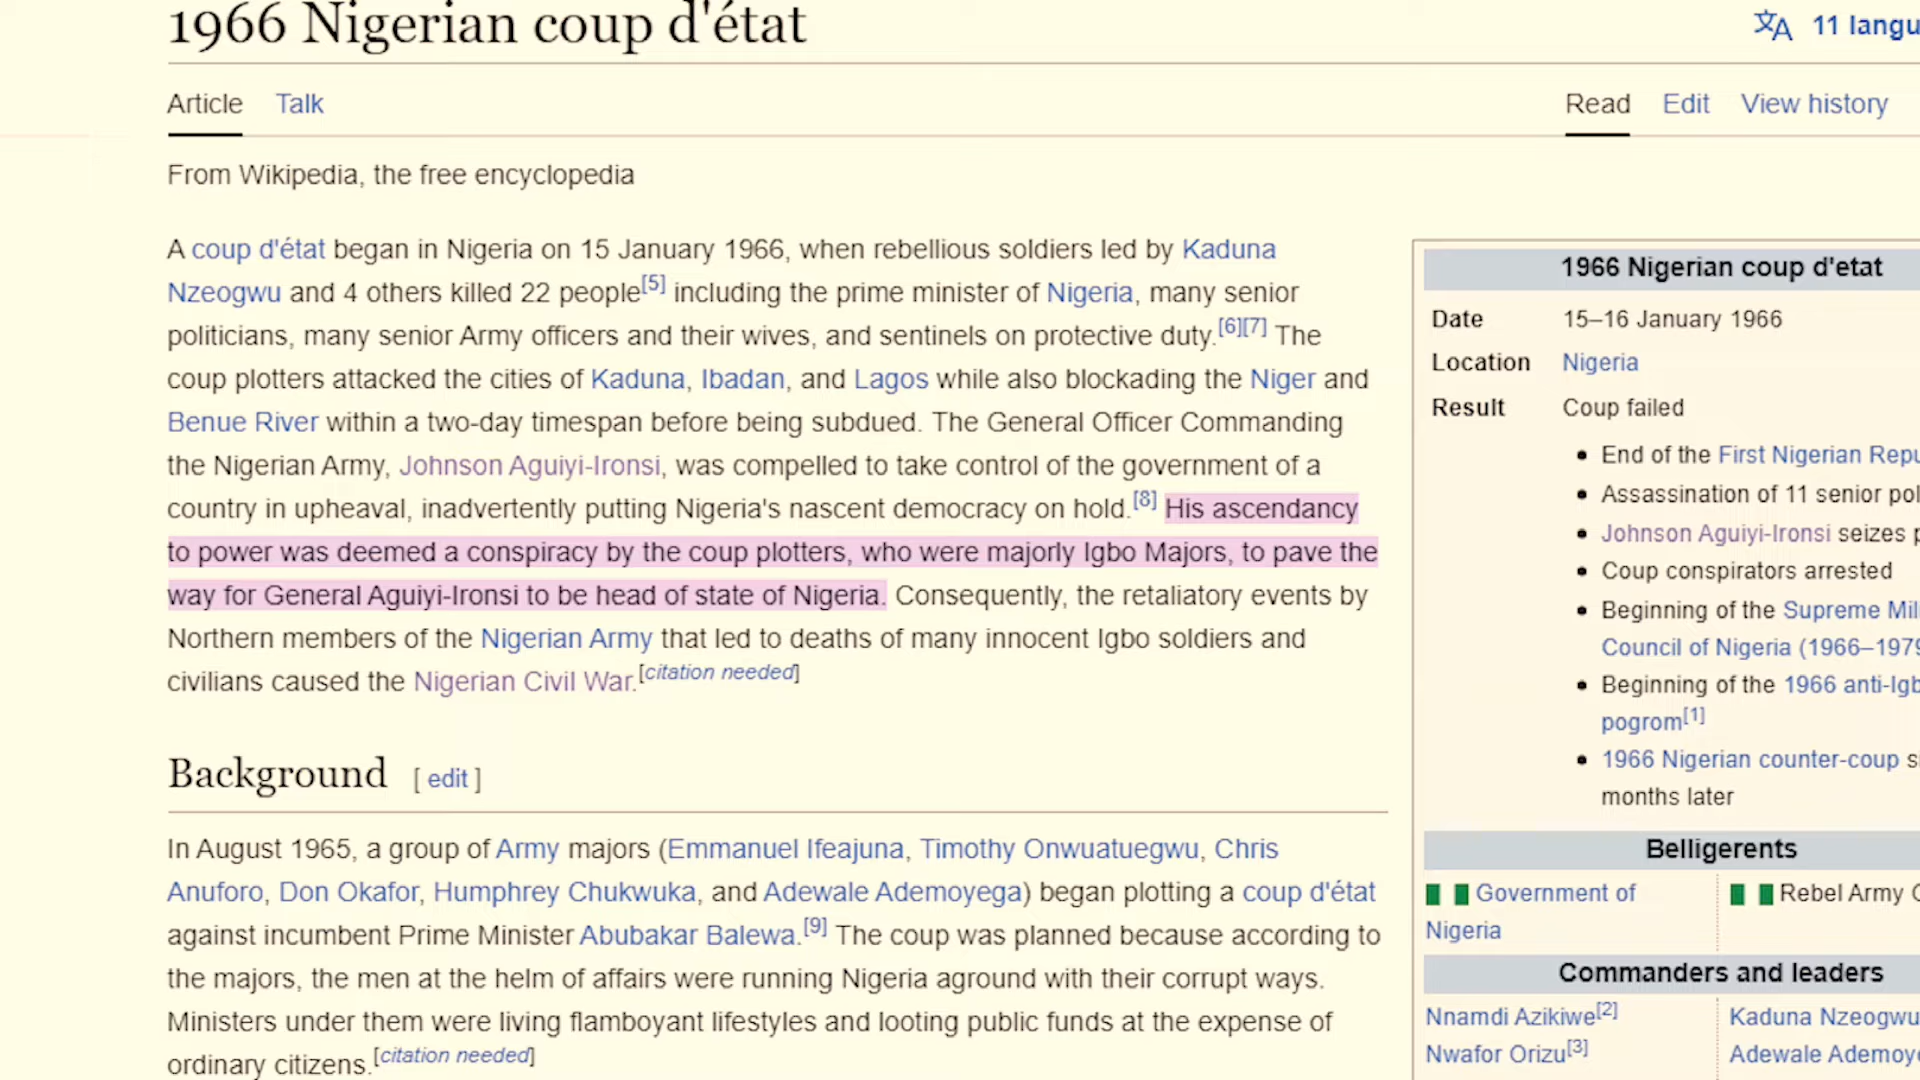 1966 Nigerian coup d'état
11 langu
Article Talk
Read Edit View history
From Wikipedia, the free encyclopedia
A coup d'état began in Nigeria on 15 January 1966, when rebellious soldiers led by Kaduna
Nzeogwu and 4 others killed 22 people[5] including the prime minister of Nigeria, many senior
politicians, many senior Army officers and their wives, and sentinels on protective duty.[6][7] The
coup plotters attacked the cities of Kaduna, Ibadan, and Lagos while also blockading the Niger and
Benue River within a two-day timespan before being subdued. The General Officer Commanding
the Nigerian Army, Johnson Aguiyi-Ironsi, was compelled to take control of the government of a
country in upheaval, inadvertently putting Nigeria's nascent democracy on hold.[8] His ascendancy
to power was deemed a conspiracy by the coup plotters, who were majorly Igbo Majors, to pave the
way for General Aguiyi-Ironsi to be head of state of Nigeria. Consequently, the retaliatory events by
Northern members of the Nigerian Army that led to deaths of many innocent Igbo soldiers and
civilians caused the Nigerian Civil War.[citation needed]
Background [ edit ]
In August 1965, a group of Army majors (Emmanuel Ifeajuna, Timothy Onwuatuegwu, Chris
Anuforo, Don Okafor, Humphrey Chukwuka, and Adewale Ademoyega) began plotting a coup d'état
against incumbent Prime Minister Abubakar Balewa.[9] The coup was planned because according to
the majors, the men at the helm of affairs were running Nigeria aground with their corrupt ways.
Ministers under them were living flamboyant lifestyles and looting public funds at the expense of
ordinary citizens.[citation needed]
1966 Nigerian coup d'etat
Date 15–16 January 1966
Location Nigeria
Result Coup failed
• End of the First Nigerian Repu
• Assassination of 11 senior pol
• Johnson Aguiyi-Ironsi seizes p
• Coup conspirators arrested
• Beginning of the Supreme Mili
Council of Nigeria (1966–1979
• Beginning of the 1966 anti-Igb
pogrom[1]
• 1966 Nigerian counter-coup s
months later
Belligerents
Government of
Nigeria
Rebel Army O
Commanders and leaders
Nnamdi Azikiwe[2]
Nwafor Orizu[3]
Kaduna Nzeogwu
Adewale Ademoye